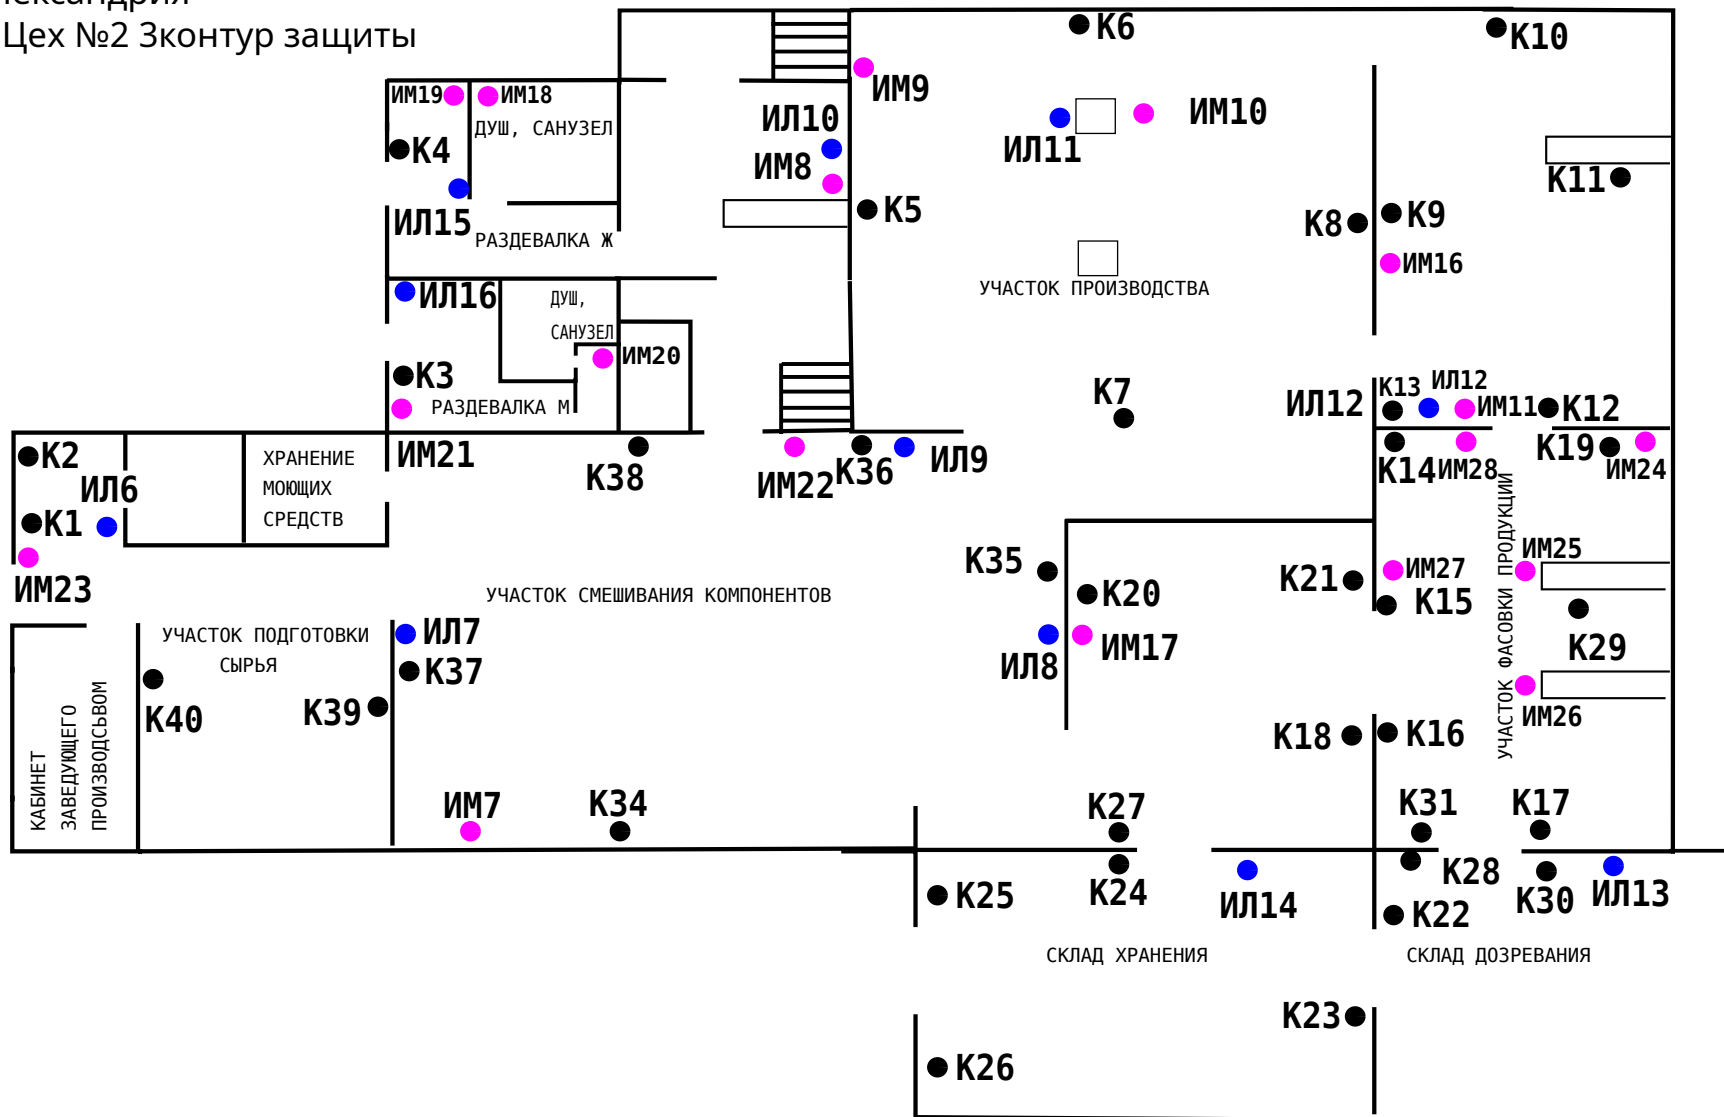 Цех №2 3контур защиты
К6
К10
ИМ9
ИМ19
ИМ18
ИМ10
ИЛ10
ДУШ, САНУЗЕЛ
К4
ИЛ11
ИМ8
К11
К5
К9
ИЛ15
К8
РАЗДЕВАЛКА Ж
ИМ16
УЧАСТОК ПРОИЗВОДСТВА
ИЛ16
ДУШ,
САНУЗЕЛ
ИМ20
К3
К7
ИЛ12
К13
ИЛ12
ИМ11
К12
РАЗДЕВАЛКА М
ИМ21
К2
ХРАНЕНИЕ
МОЮЩИХ
СРЕДСТВ
ИЛ6
К38
ИМ22
К36
ИЛ9
К14
ИМ28
К19
ИМ24
К1
ИМ23
К35
К20
К21
ИМ27
ИМ25
К15
УЧАСТОК СМЕШИВАНИЯ КОМПОНЕНТОВ
УЧАСТОК ФАСОВКИ ПРОДУКЦИИ
УЧАСТОК ПОДГОТОВКИ
СЫРЬЯ
ИЛ7
К37
ИЛ8
ИМ17
К29
К40
К39
К18
К16
ИМ26
КАБИНЕТ
ЗАВЕДУЮЩЕГО
ПРОИЗВОДСЬВОМ
ИМ7
К34
К27
К31
К17
К25
К24
ИЛ14
К28
К22
К30
ИЛ13
СКЛАД ХРАНЕНИЯ
СКЛАД ДОЗРЕВАНИЯ
К23
К26